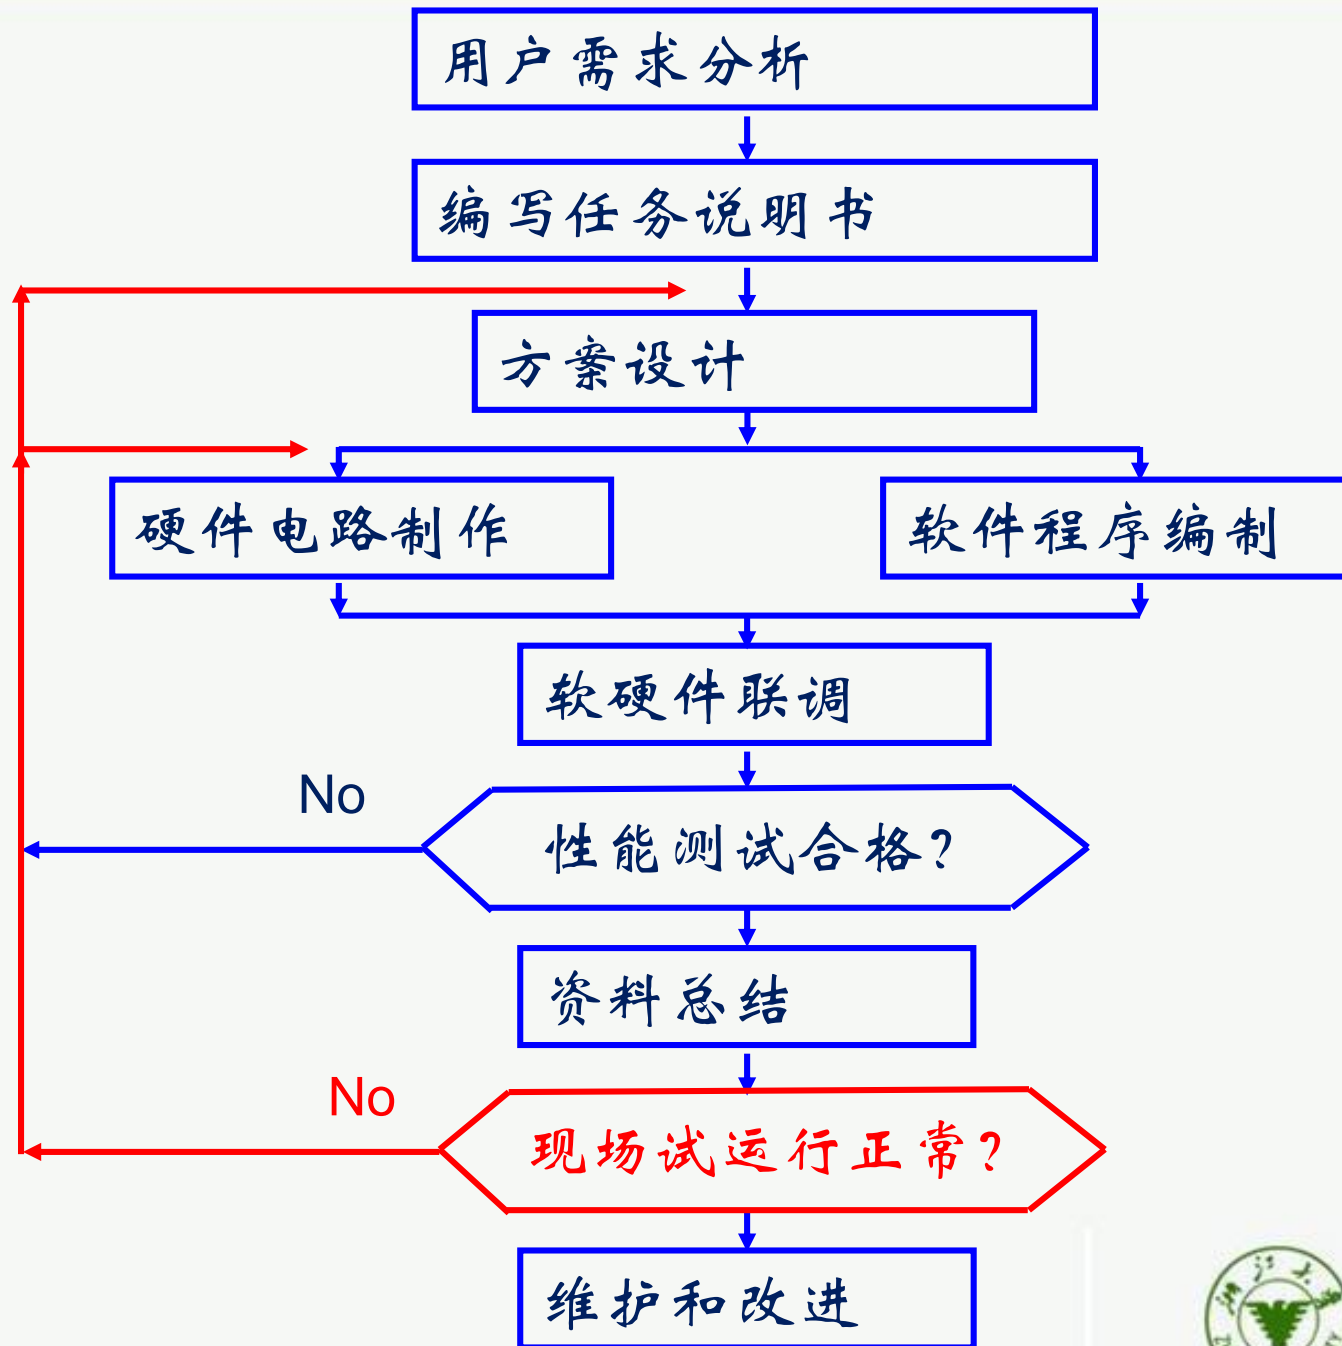 用户需求分析
编写任务说明书
方案设计
硬件电路制作
软件程序编制
软硬件联调
No
性能测试合格?
资料总结
No
现场试运行正常?
维护和改进